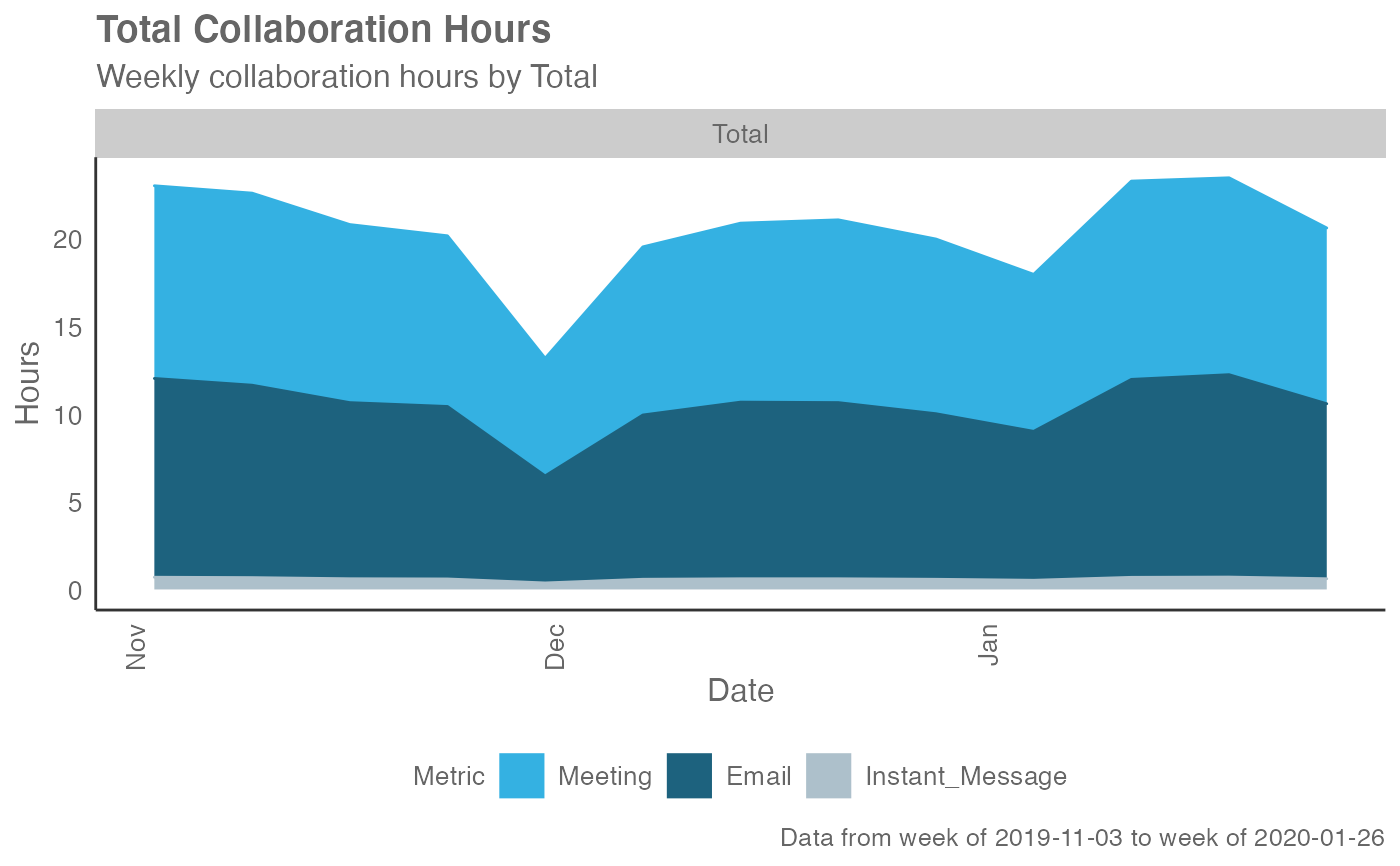 Total Collaboration Hours
Weekly collaboration hours by Total
Total
Hours
20
15
10
5
0
Nov
Dec
Jan
Date
Metric Meeting Email Instant_Message
Data from week of 2019-11-03 to week of 2020-01-26